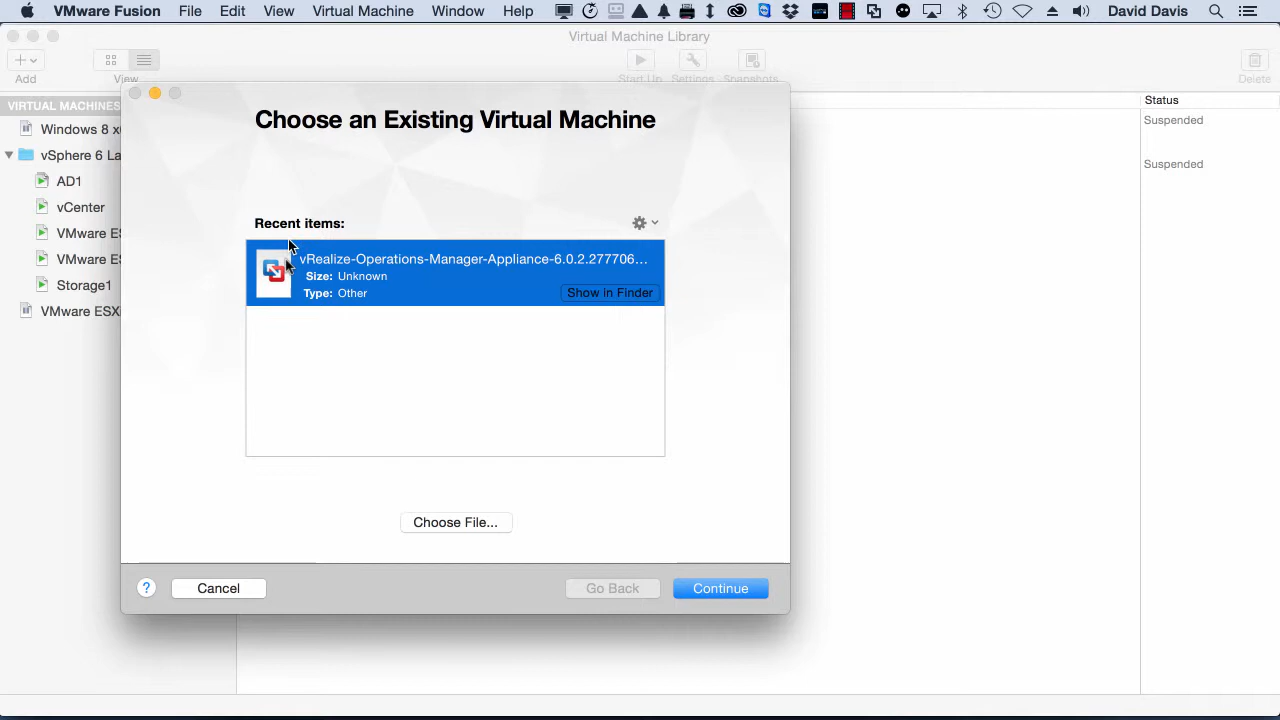 VMware Fusion File Edit View Virtual Machine Window Help David Davis
Virtual Machine Library
Add View Start Up Settings Snapshots Delete
VIRTUAL MACHINES
Status
Windows 8 x
Suspended
vSphere 6 La
Suspended
AD1
vCenter
VMware ES
VMware ES
Storage1
VMware ESX
Choose an Existing Virtual Machine
Recent items:
vRealize-Operations-Manager-Appliance-6.0.2.277706...
Size: Unknown
Type: Other
Show in Finder
Choose File...
?
Cancel
Go Back
Continue